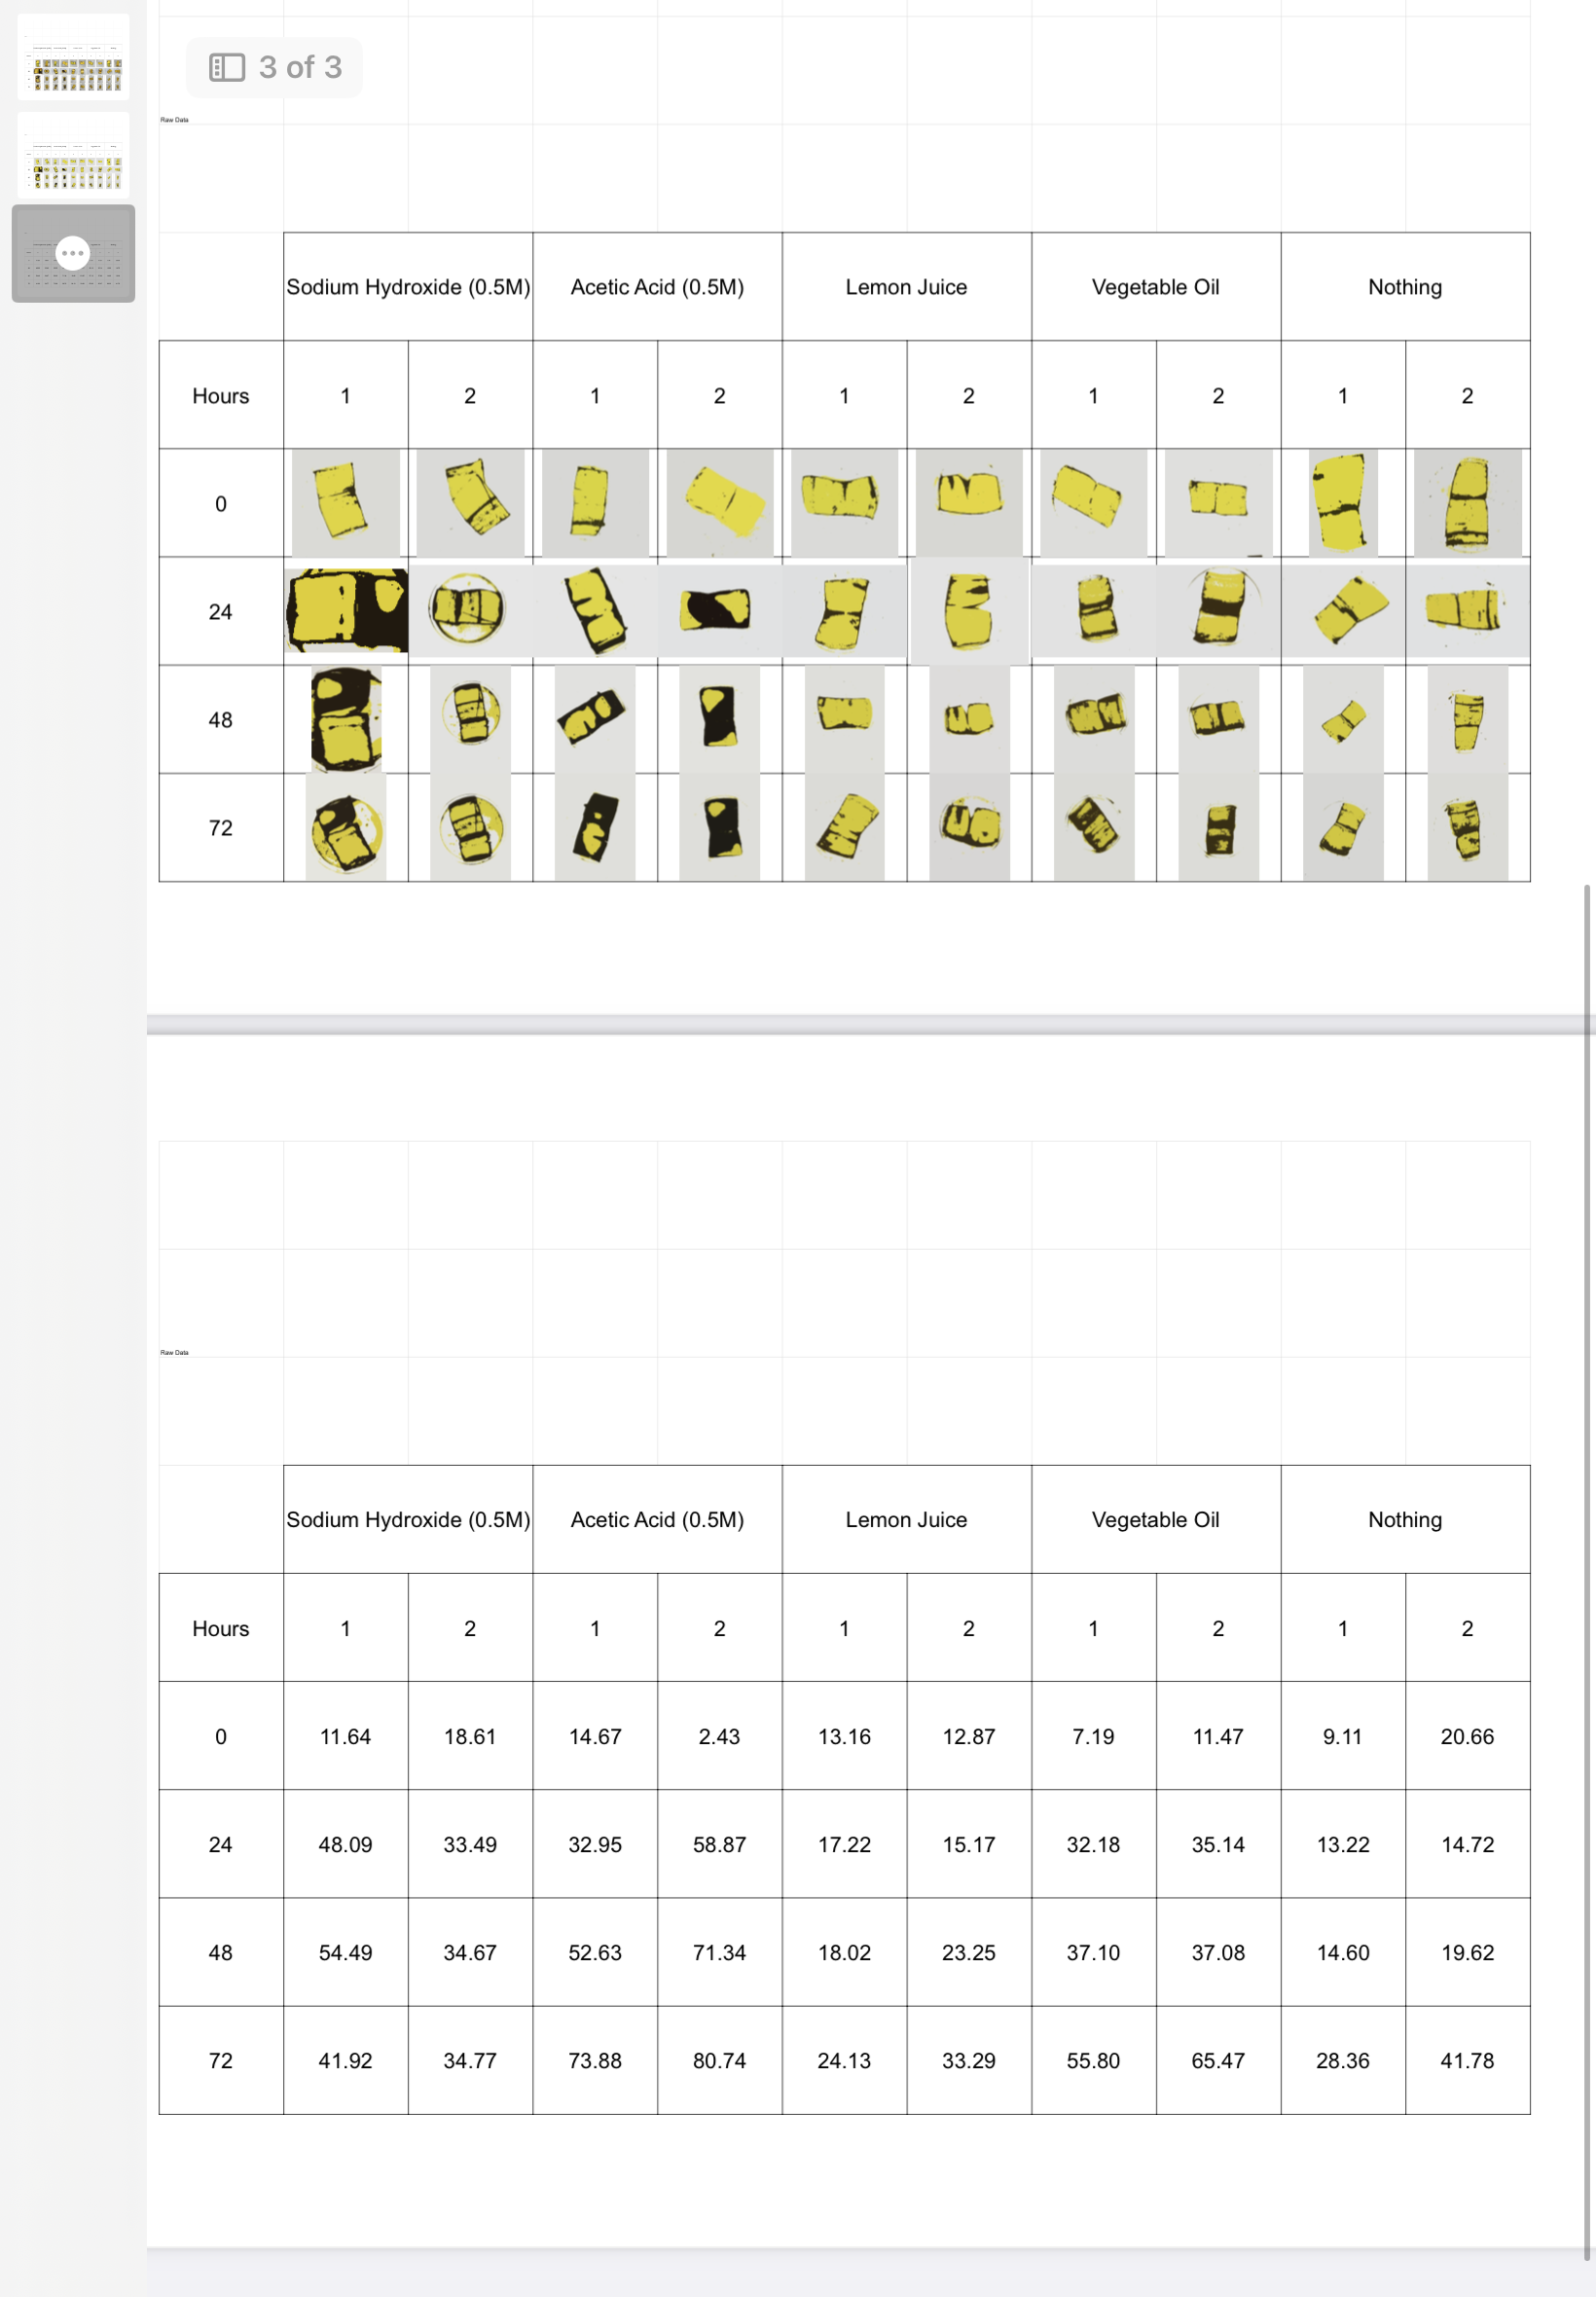 3 of 3
Raw Data
Sodium Hydroxide (0.5M) Acetic Acid (0.5M) Lemon Juice Vegetable Oil Nothing
Hours 1 2 1 2 1 2 1 2 1 2
0
24
48
72
Raw Data
Sodium Hydroxide (0.5M) Acetic Acid (0.5M) Lemon Juice Vegetable Oil Nothing
Hours 1 2 1 2 1 2 1 2 1 2
0 11.64 18.61 14.67 2.43 13.16 12.87 7.19 11.47 9.11 20.66
24 48.09 33.49 32.95 58.87 17.22 15.17 32.18 35.14 13.22 14.72
48 54.49 34.67 52.63 71.34 18.02 23.25 37.10 37.08 14.60 19.62
72 41.92 34.77 73.88 80.74 24.13 33.29 55.80 65.47 28.36 41.78